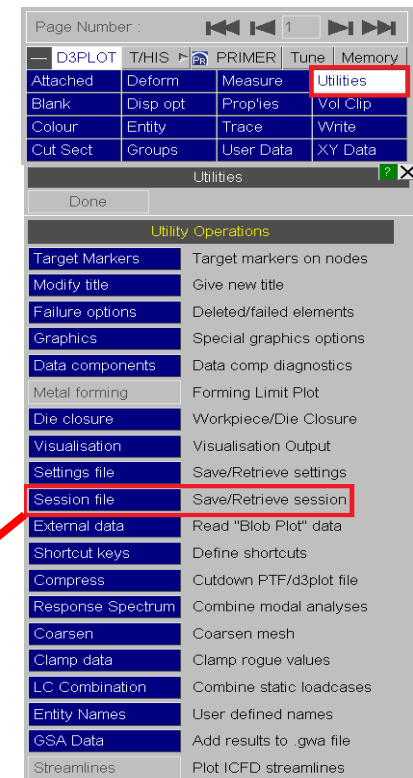 Page Number : 1
D3PLOT T/HIS PR PRIMER Tune Memory
Attached Deform Measure Utilities
Blank Disp opt Prop'ies Vol Clip
Colour Entity Trace Write
Cut Sect Groups User Data XY Data
Utilities ? X
Done
Utility Operations
Target Markers Target markers on nodes
Modify title Give new title
Failure options Deleted/failed elements
Graphics Special graphics options
Data components Data comp diagnostics
Metal forming Forming Limit Plot
Die closure Workpiece/Die Closure
Visualisation Visualisation Output
Settings file Save/Retrieve settings
Session file Save/Retrieve session
External data Read "Blob Plot" data
Shortcut keys Define shortcuts
Compress Cutdown PTF/d3plot file
Response Spectrum Combine modal analyses
Coarsen Coarsen mesh
Clamp data Clamp rogue values
LC Combination Combine static loadcases
Entity Names User defined names
GSA Data Add results to .gwa file
Streamlines Plot ICFD streamlines